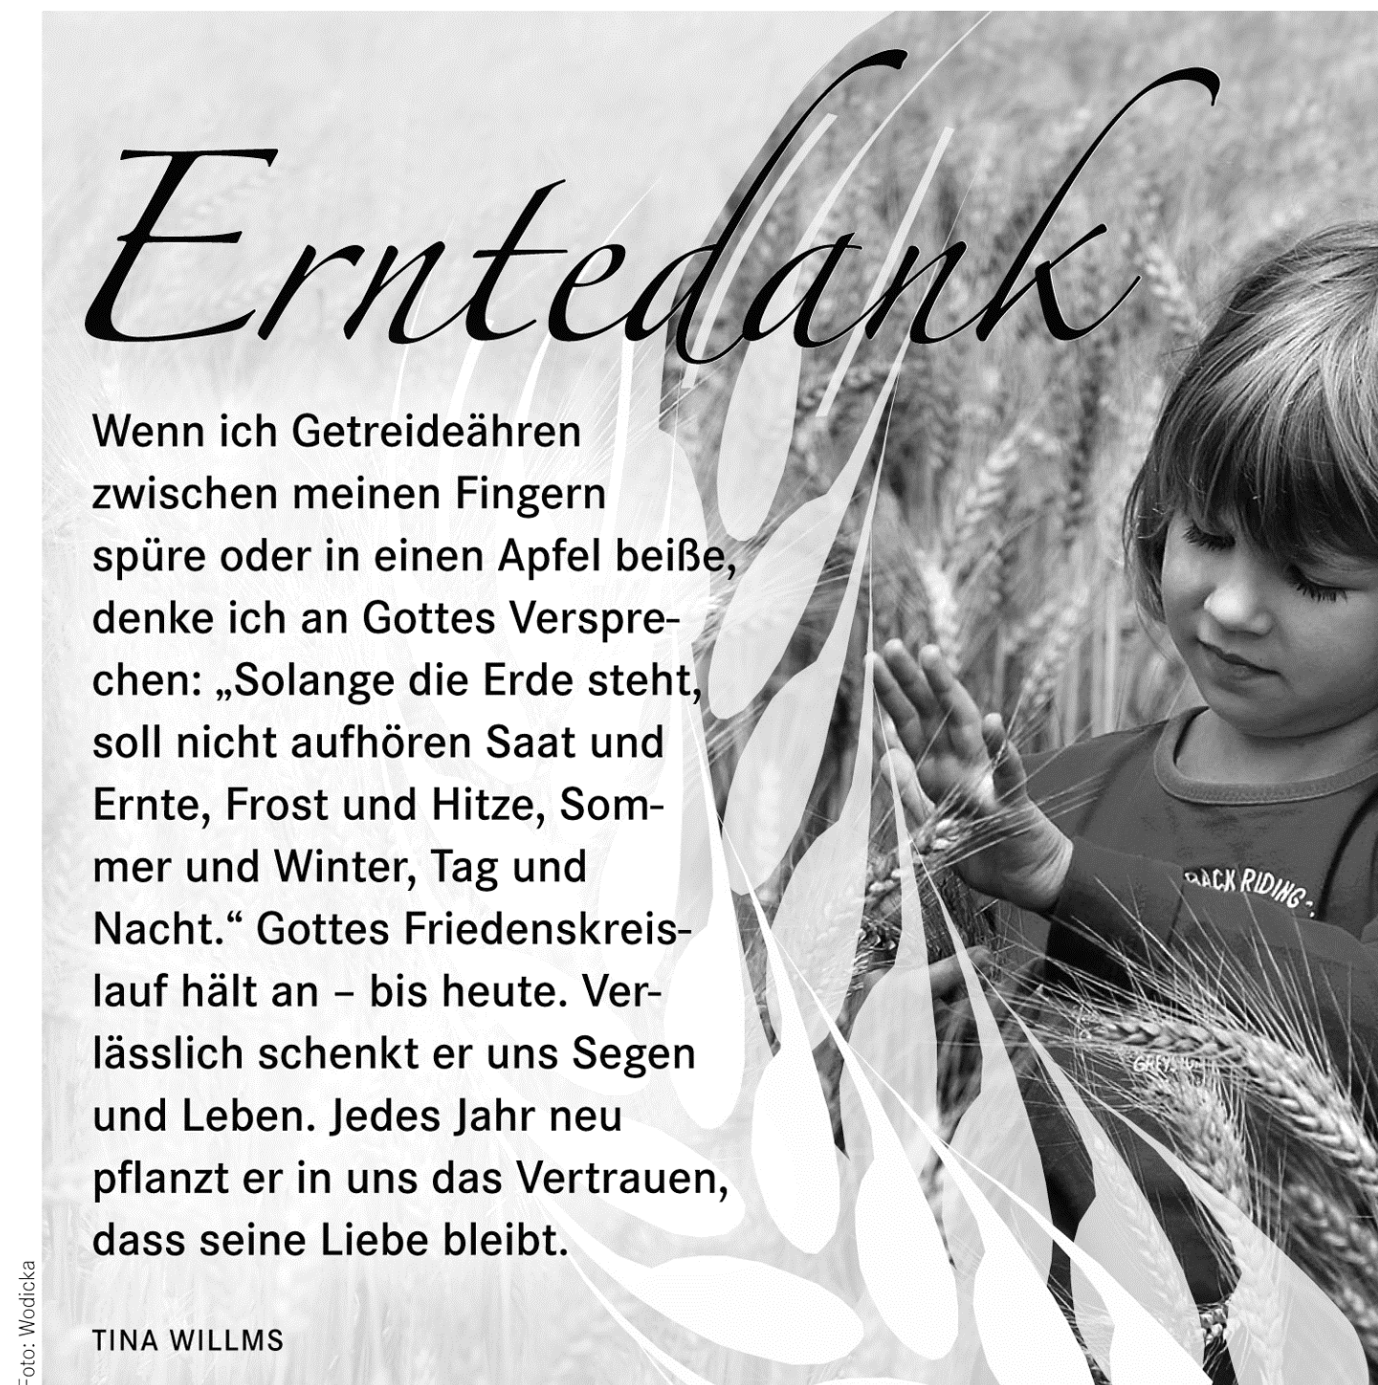 Erntedank
Wenn ich Getreideähren
zwischen meinen Fingern
spüre oder in einen Apfel beiße,
denke ich an Gottes Verspre-
chen: „Solange die Erde steht,
soll nicht aufhören Saat und
Ernte, Frost und Hitze, Som-
mer und Winter, Tag und
Nacht.“ Gottes Friedenskreis-
lauf hält an – bis heute. Ver-
lässlich schenkt er uns Segen
und Leben. Jedes Jahr neu
pflanzt er in uns das Vertrauen,
dass seine Liebe bleibt.
TINA WILLMS
Foto: Wodicka
RIDING